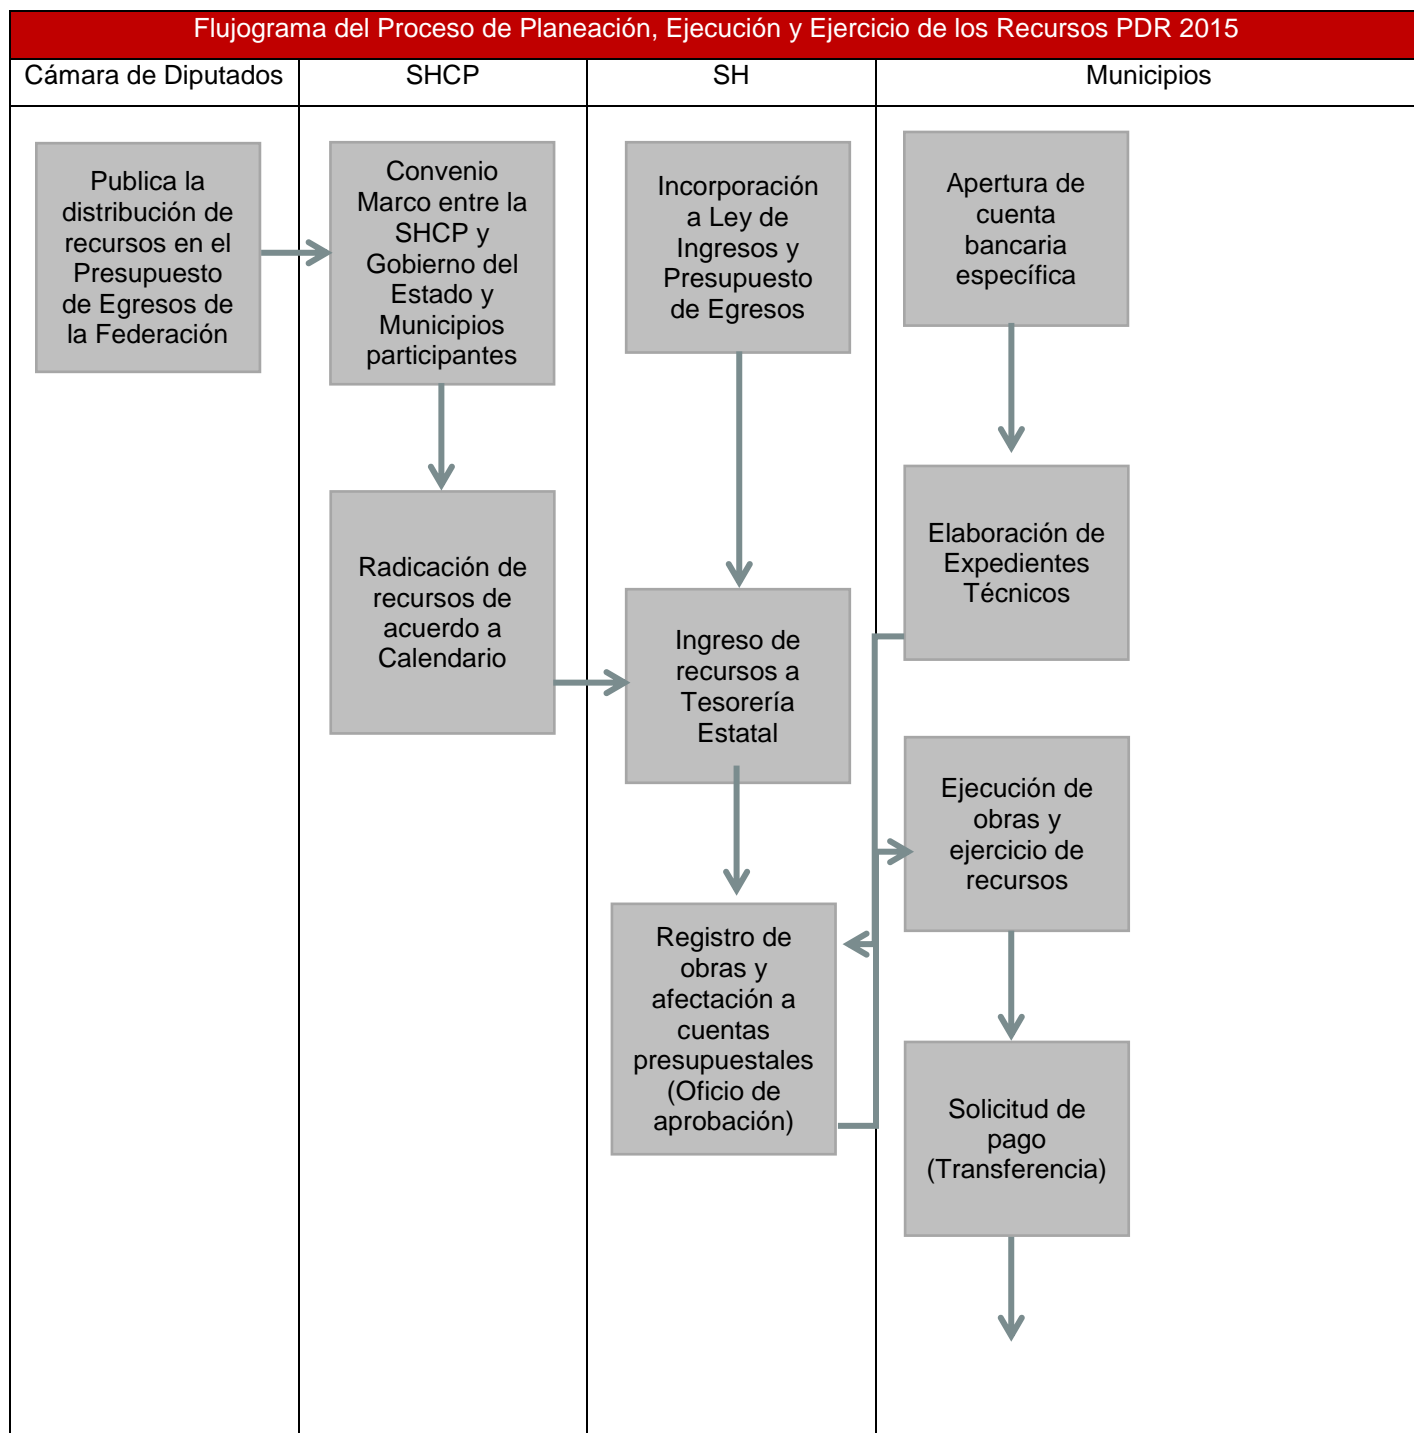 Flujograma del Proceso de Planeación, Ejecución y Ejercicio de los Recursos PDR 2015
Cámara de Diputados
SHCP
SH
Municipios
Publica la
distribución de
recursos en el
Presupuesto
de Egresos de
la Federación
Convenio
Marco entre la
SHCP y
Gobierno del
Estado y
Municipios
participantes
Radicación de
recursos de
acuerdo a
Calendario
Incorporación
a Ley de
Ingresos y
Presupuesto
de Egresos
Ingreso de
recursos a
Tesorería
Estatal
Registro de
obras y
afectación a
cuentas
presupuestales
(Oficio de
aprobación)
Apertura de
cuenta
bancaria
específica
Elaboración de
Expedientes
Técnicos
Ejecución de
obras y
ejercicio de
recursos
Solicitud de
pago
(Transferencia)